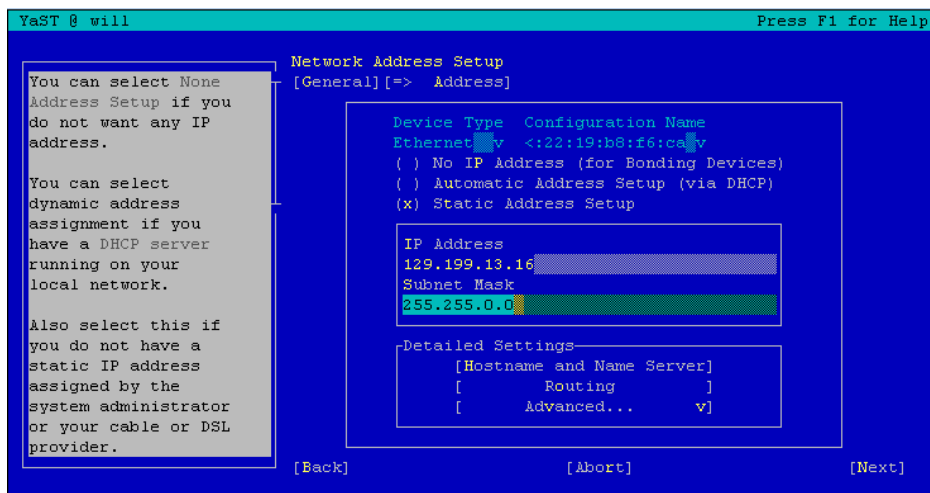 YaST @ will Press F1 for Help
Network Address Setup
[General][=> Address]
You can select None
Address Setup if you
do not want any IP
address.
You can select
dynamic address
assignment if you
have a DHCP server
running on your
local network.
Also select this if
you do not have a
static IP address
assigned by the
system administrator
or your cable or DSL
provider.
Device Type Configuration Name
Ethernet v <:22:19:b8:f6:ca v
( ) No IP Address (for Bonding Devices)
( ) Automatic Address Setup (via DHCP)
(x) Static Address Setup
IP Address
129.199.13.16
Subnet Mask
255.255.0.0
Detailed Settings
[Hostname and Name Server]
[ Routing ]
[ Advanced... v]
[Back] [Abort] [Next]